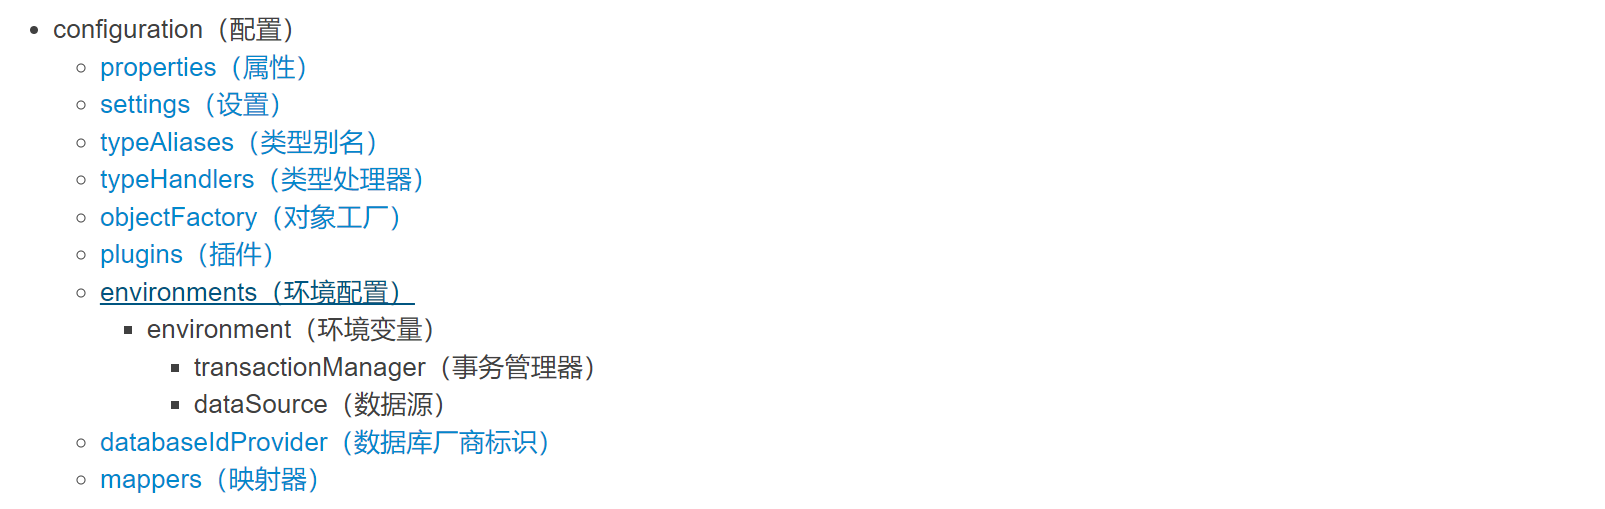 configuration（配置）
properties（属性）
settings（设置）
typeAliases（类型别名）
typeHandlers（类型处理器）
objectFactory（对象工厂）
plugins（插件）
environments（环境配置）
environment（环境变量）
transactionManager（事务管理器）
dataSource（数据源）
databaseIdProvider（数据库厂商标识）
mappers（映射器）